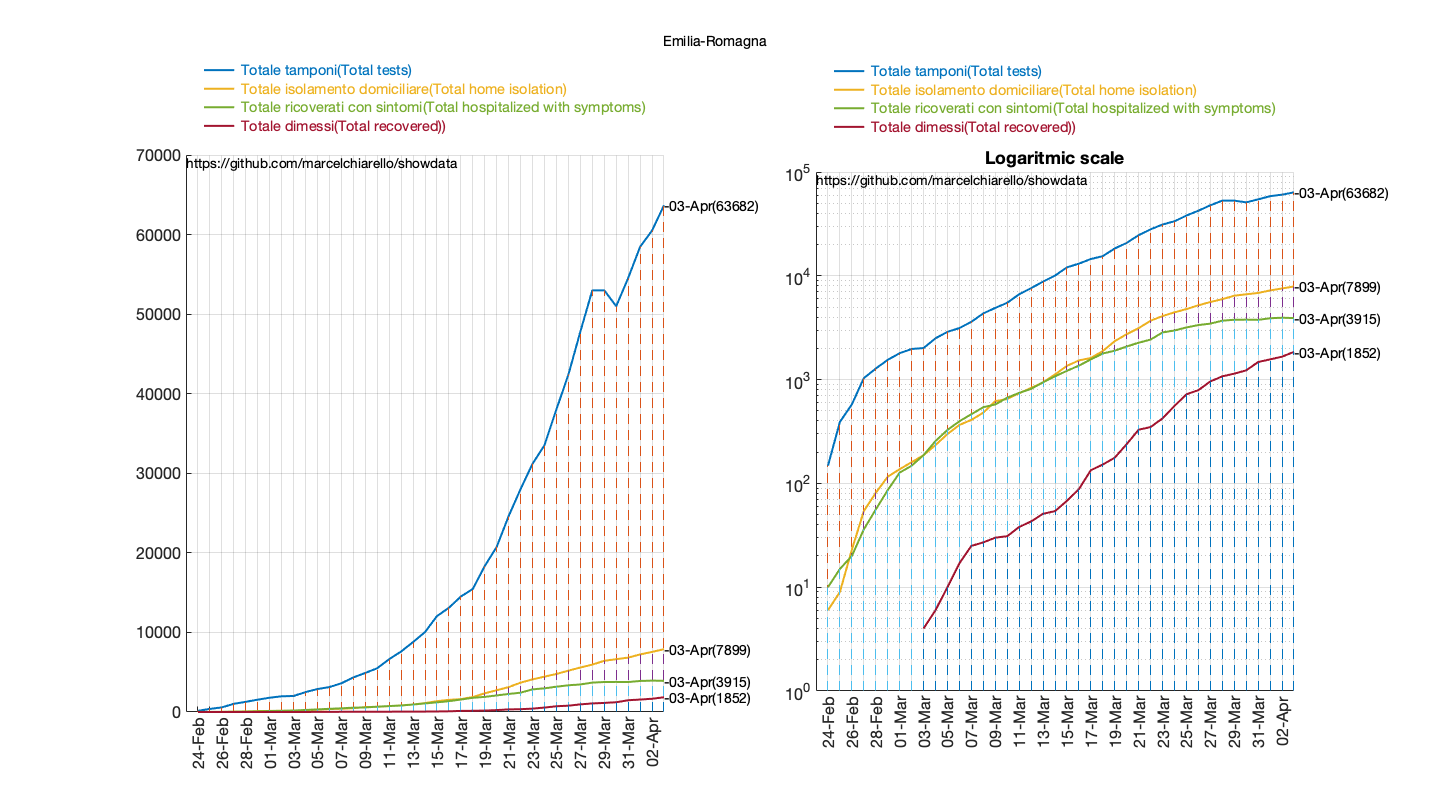 Emilia-Romagna
Totale tamponi(Total tests)
Totale isolamento domiciliare(Total home isolation)
Totale ricoverati con sintomi(Total hospitalized with symptoms)
Totale dimessi(Total recovered))
https://github.com/marcelchiarello/showdata
70000
60000
50000
40000
30000
20000
10000
0
-03-Apr(63682)
-03-Apr(7899)
-03-Apr(3915)
-03-Apr(1852)
24-Feb
26-Feb
28-Feb
01-Mar
03-Mar
05-Mar
07-Mar
09-Mar
11-Mar
13-Mar
15-Mar
17-Mar
19-Mar
21-Mar
23-Mar
25-Mar
27-Mar
29-Mar
31-Mar
02-Apr
Totale tamponi(Total tests)
Totale isolamento domiciliare(Total home isolation)
Totale ricoverati con sintomi(Total hospitalized with symptoms)
Totale dimessi(Total recovered))
Logaritmic scale
https://github.com/marcelchiarello/showdata
10^5
10^4
10^3
10^2
10^1
10^0
-03-Apr(63682)
-03-Apr(7899)
-03-Apr(3915)
-03-Apr(1852)
24-Feb
26-Feb
28-Feb
01-Mar
03-Mar
05-Mar
07-Mar
09-Mar
11-Mar
13-Mar
15-Mar
17-Mar
19-Mar
21-Mar
23-Mar
25-Mar
27-Mar
29-Mar
31-Mar
02-Apr